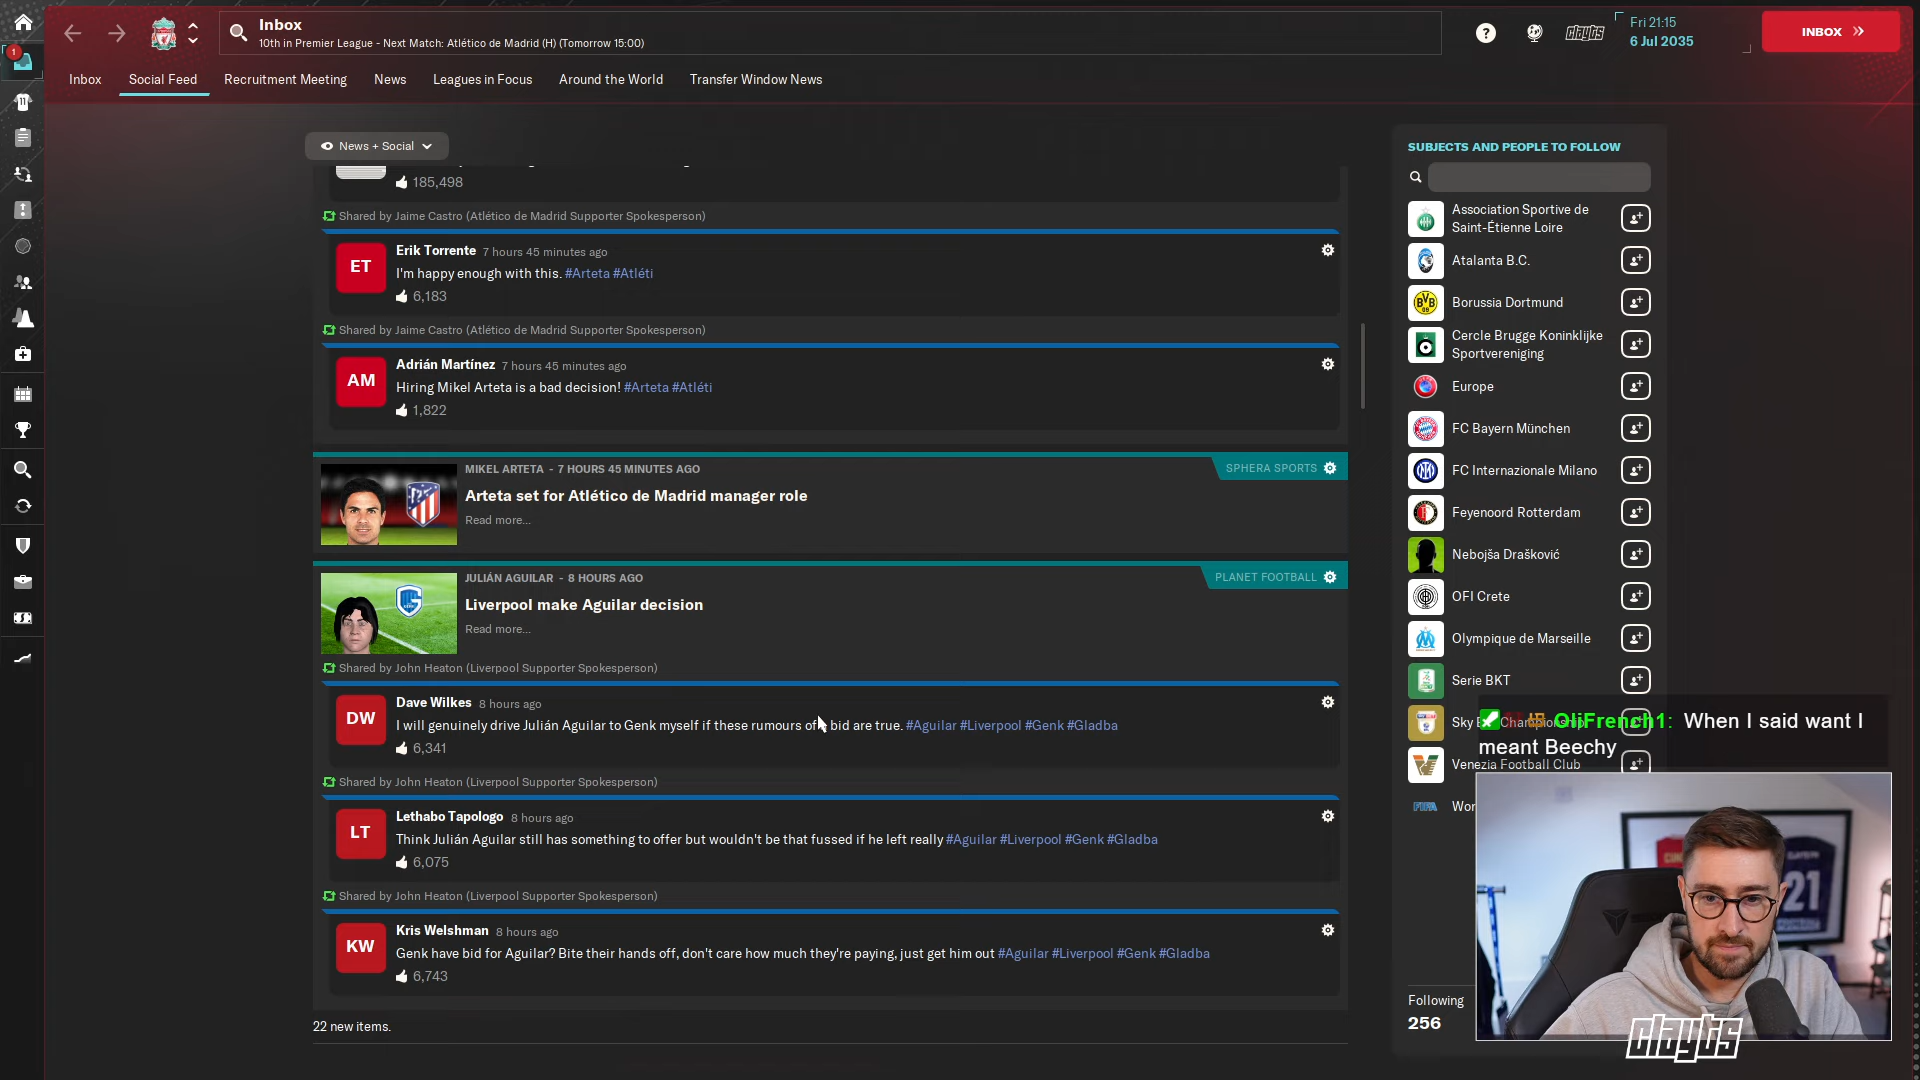 Inbox
10th in Premier League - Next Match: Atlético de Madrid (H) (Tomorrow 15:00)
?
clayts
Fri 21:15
6 Jul 2035
INBOX
1
Inbox
Social Feed
Recruitment Meeting
News
Leagues in Focus
Around the World
Transfer Window News
News + Social
185,498
Shared by Jaime Castro (Atlético de Madrid Supporter Spokesperson)
ET
Erik Torrente 7 hours 45 minutes ago
I'm happy enough with this. #Arteta #Atléti
6,183
Shared by Jaime Castro (Atlético de Madrid Supporter Spokesperson)
AM
Adrián Martínez 7 hours 45 minutes ago
Hiring Mikel Arteta is a bad decision! #Arteta #Atléti
1,822
MIKEL ARTETA - 7 HOURS 45 MINUTES AGO
SPHERA SPORTS
Arteta set for Atlético de Madrid manager role
Read more...
JULIÁN AGUILAR - 8 HOURS AGO
PLANET FOOTBALL
Liverpool make Aguilar decision
Read more...
Shared by John Heaton (Liverpool Supporter Spokesperson)
DW
Dave Wilkes 8 hours ago
I will genuinely drive Julián Aguilar to Genk myself if these rumours of bid are true. #Aguilar #Liverpool #Genk #Gladba
6,341
Shared by John Heaton (Liverpool Supporter Spokesperson)
LT
Lethabo Tapologo 8 hours ago
Think Julián Aguilar still has something to offer but wouldn't be that fussed if he left really #Aguilar #Liverpool #Genk #Gladba
6,075
Shared by John Heaton (Liverpool Supporter Spokesperson)
KW
Kris Welshman 8 hours ago
Genk have bid for Aguilar? Bite their hands off, don't care how much they're paying, just get him out #Aguilar #Liverpool #Genk #Gladba
6,743
22 new items.
SUBJECTS AND PEOPLE TO FOLLOW
Association Sportive de
Saint-Étienne Loire
Atalanta B.C.
Borussia Dortmund
Cercle Brugge Koninklijke
Sportvereniging
Europe
FC Bayern München
FC Internazionale Milano
Feyenoord Rotterdam
Nebojša Drašković
OFI Crete
Olympique de Marseille
Serie BKT
Sky
Venezia Football Club
OliFrench1: When I said want I
meant Beechy
Following
256
21
clayts